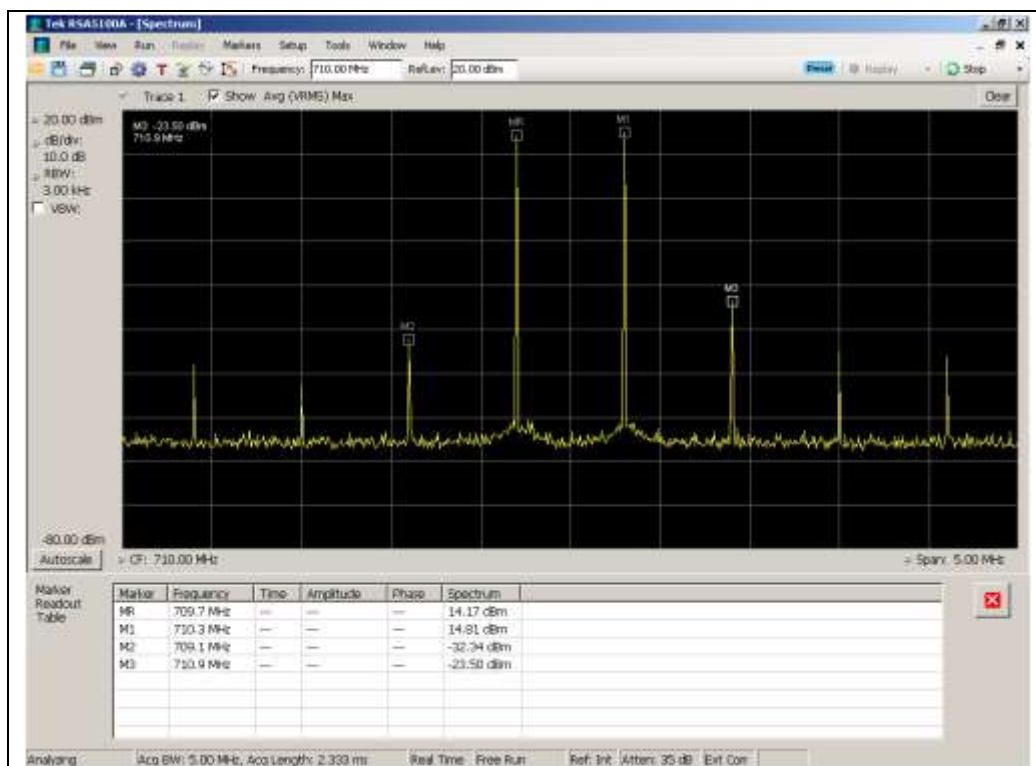 Tek RSA5100A - [Spectrum]
File View Run Replay Markers Setup Tools Window Help
Frequency: 710.00 MHz RefLev: 20.00 dBm Preset Replay Stop
Trace 1 Show Avg (VRMS) Max Clear
20.00 dBm
dB/div:
10.0 dB
RBW:
3.00 kHz
VBW:
M3 -23.50 dBm
710.9 MHz
MR
M1
M3
M2
-80.00 dBm
Autoscale CF: 710.00 MHz Span: 5.00 MHz
Marker
Readout
Table
Marker Frequency Time Amplitude Phase Spectrum
MR 709.7 MHz --- --- --- 14.17 dBm
M1 710.3 MHz --- --- --- 14.81 dBm
M2 709.1 MHz --- --- --- -32.34 dBm
M3 710.9 MHz --- --- --- -23.50 dBm
Analyzing Acq BW: 5.00 MHz, Acq Length: 2.333 ms Real Time Free Run Ref: Int Atten: 35 dB Ext Corr